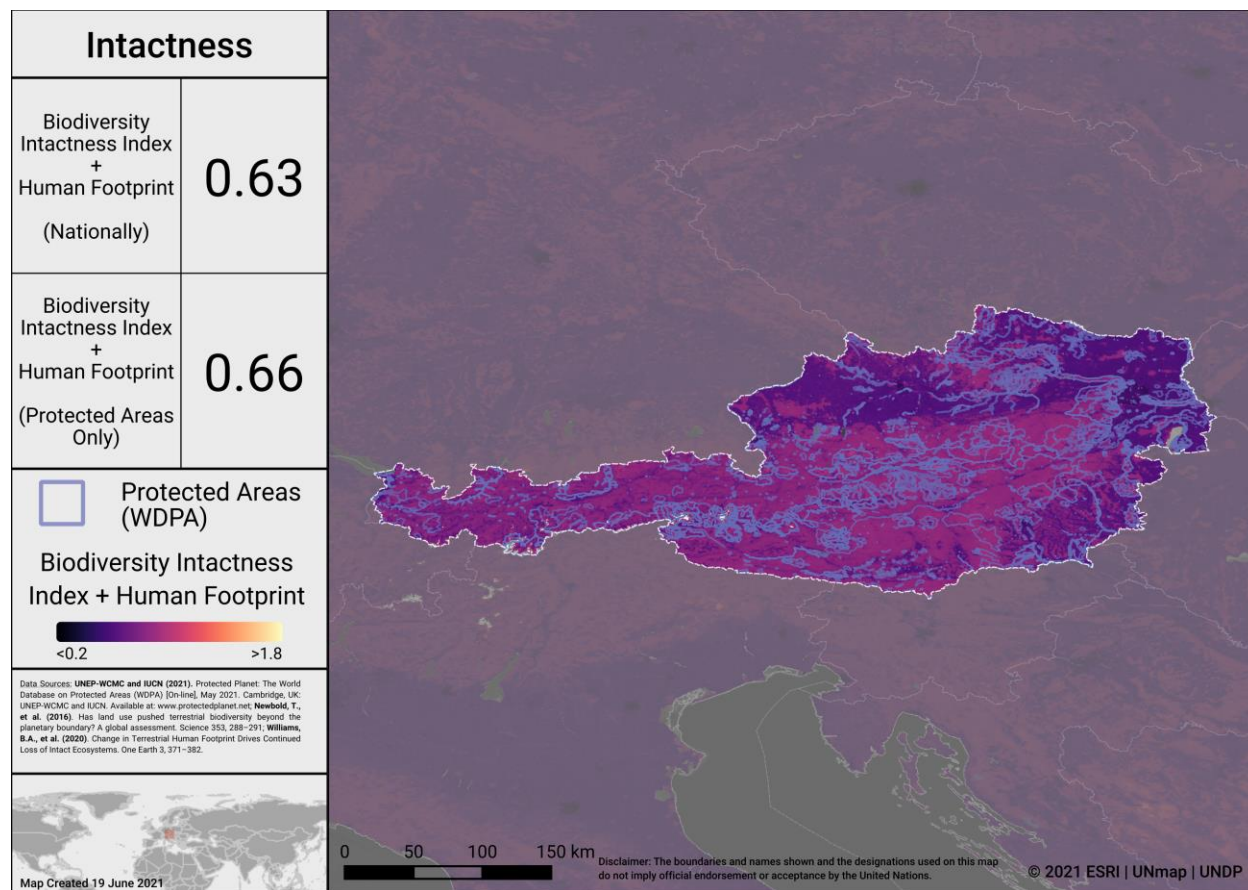 Intactness
Biodiversity
Intactness Index
+
Human Footprint
(Nationally)
0.63
Biodiversity
Intactness Index
+
Human Footprint
(Protected Areas
Only)
0.66
Protected Areas
(WDPA)
Biodiversity Intactness
Index + Human Footprint
<0.2 >1.8
Data Sources: UNEP-WCMC and IUCN (2021). Protected Planet: The World
Database on Protected Areas (WDPA) [On-line], May 2021. Cambridge, UK:
UNEP-WCMC and IUCN. Available at: www.protectedplanet.net; Newbold, T.,
et al. (2016). Has land use pushed terrestrial biodiversity beyond the
planetary boundary? A global assessment. Science 353, 288–291; Williams,
B.A., et al. (2020). Change in Terrestrial Human Footprint Drives Continued
Loss of Intact Ecosystems. One Earth 3, 371–382.
Map Created 19 June 2021
0 50 100 150 km
Disclaimer: The boundaries and names shown and the designations used on this map
do not imply official endorsement or acceptance by the United Nations.
© 2021 ESRI | UNmap | UNDP